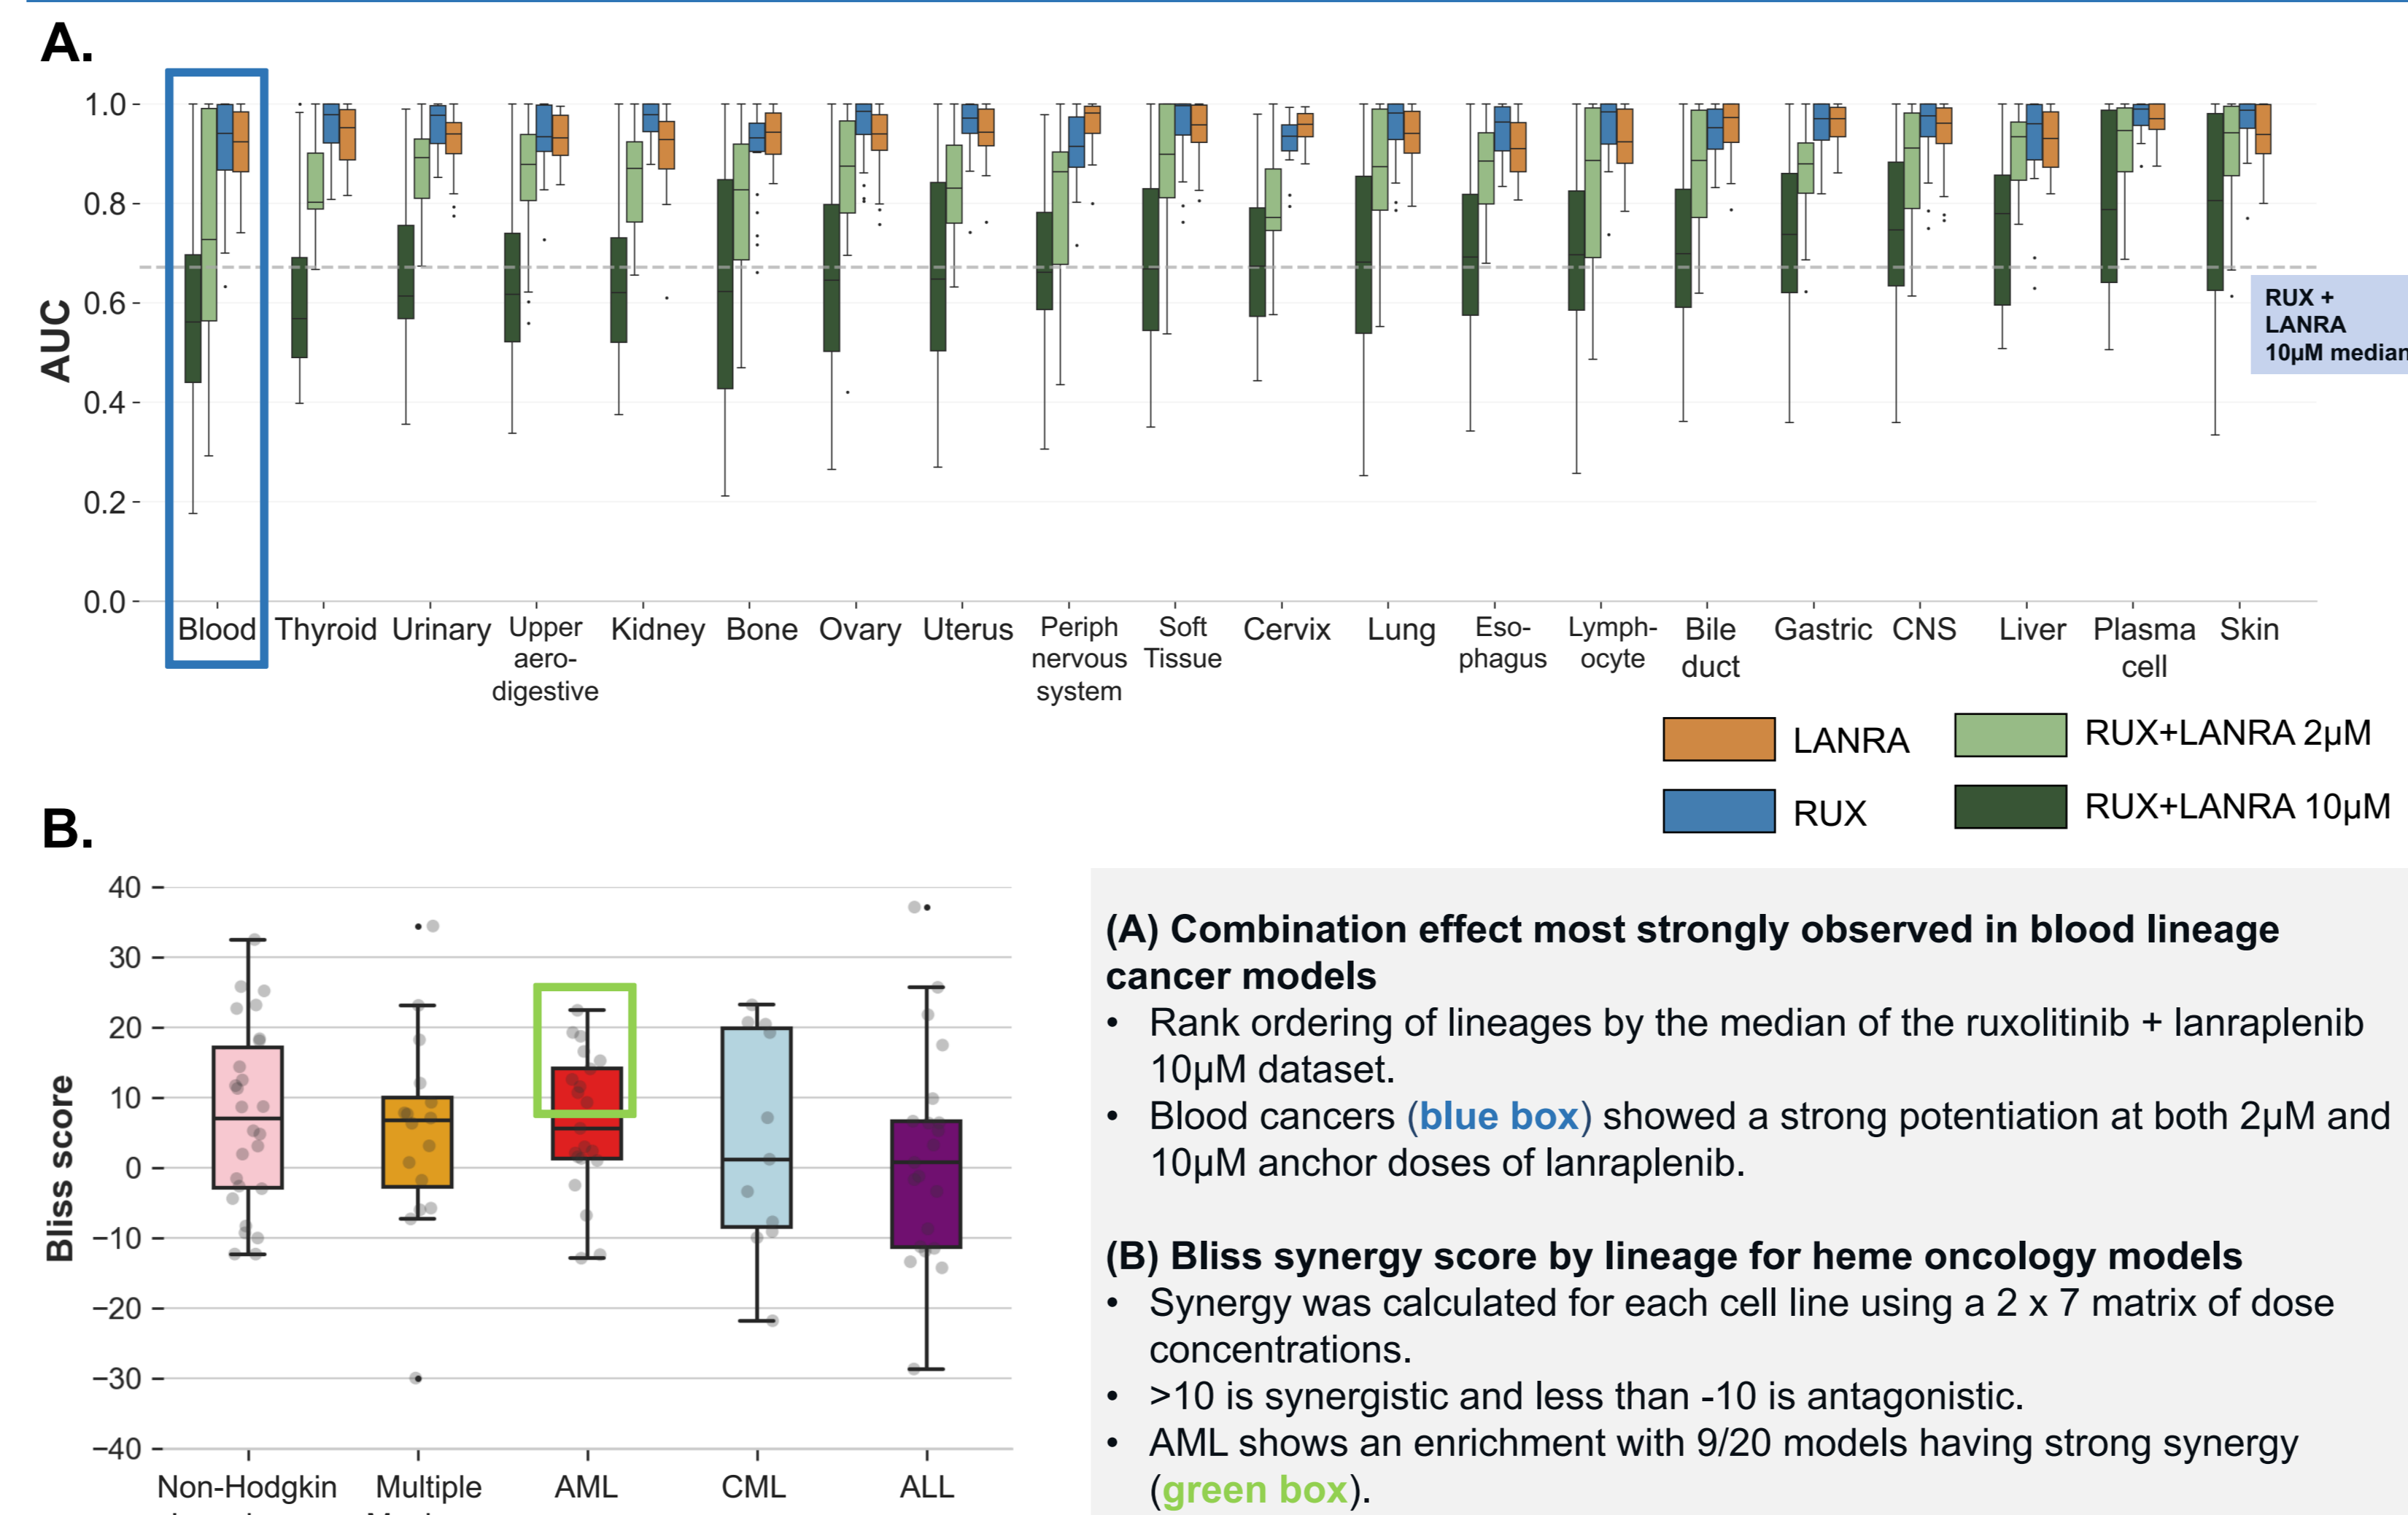 A.
1.0
0.8
0.6
0.4
0.2
0.0
AUC
RUX +
LANRA
10µM median
Blood Thyroid Urinary Upper aero-digestive Kidney Bone Ovary Uterus Periph nervous system Soft Tissue Cervix Lung Eso-phagus Lymph-ocyte Bile duct Gastric CNS Liver Plasma cell Skin
LANRA RUX+LANRA 2µM
RUX RUX+LANRA 10µM
B.
40
30
20
10
0
−10
−20
−30
−40
Bliss score
Non-Hodgkin Multiple AML CML ALL
(A) Combination effect most strongly observed in blood lineage
cancer models
• Rank ordering of lineages by the median of the ruxolitinib + lanraplenib
10µM dataset.
• Blood cancers (blue box) showed a strong potentiation at both 2µM and
10µM anchor doses of lanraplenib.
(B) Bliss synergy score by lineage for heme oncology models
• Synergy was calculated for each cell line using a 2 x 7 matrix of dose
concentrations.
• >10 is synergistic and less than -10 is antagonistic.
• AML shows an enrichment with 9/20 models having strong synergy
(green box).